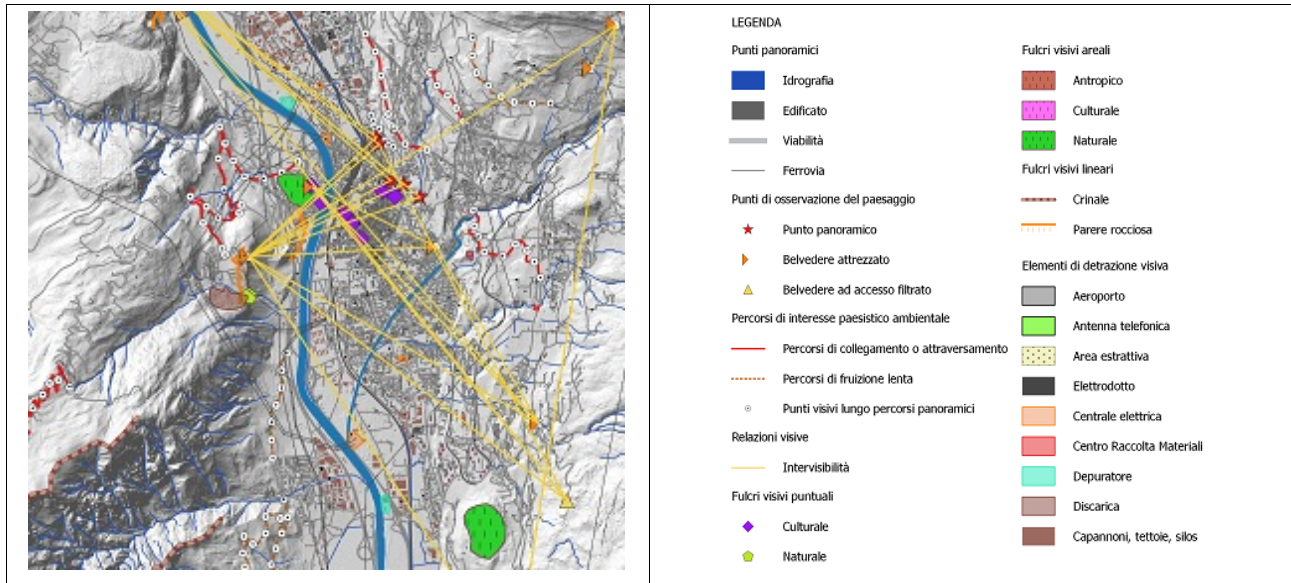 LEGENDA
Punti panoramici
Idrografia
Edificato
Viabilità
Ferrovia
Punti di osservazione del paesaggio
Punto panoramico
Belvedere attrezzato
Belvedere ad accesso filtrato
Percorsi di interesse paesistico ambientale
Percorsi di collegamento o attraversamento
Percorsi di fruizione lenta
Punti visivi lungo percorsi panoramici
Relazioni visive
Intervisibilità
Fulcri visivi puntuali
Culturale
Naturale
Fulcri visivi areali
Antropico
Culturale
Naturale
Fulcri visivi lineari
Crinale
Parere rocciosa
Elementi di detrazione visiva
Aeroporto
Antenna telefonica
Area estrattiva
Elettrodotto
Centrale elettrica
Centro Raccolta Materiali
Depuratore
Discarica
Capannoni, tettoie, silos